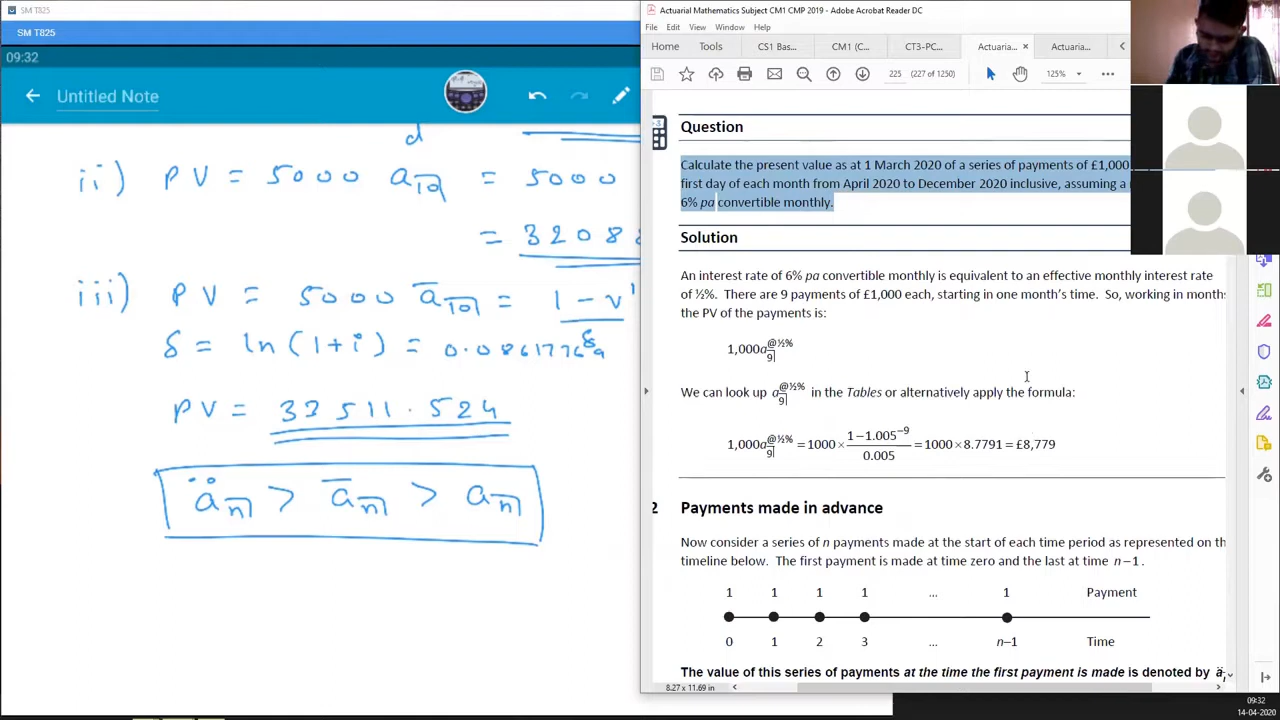 SM T825
SM T825
09:32
Untitled Note
d
ii) PV = 5000 a10 = 5000
= 32088
iii) PV = 5000 ā10 = 1 - v'
δ = ln(1+i) = 0.0861776
PV = 33511.524
än > ān > an
Actuarial Mathematics Subject CM1 CMP 2019 - Adobe Acrobat Reader DC
File Edit View Window Help
Home Tools CS1 Bas... CM1 (C... CT3-PC... Actuaria... Actuaria...
225 (227 of 1250) 125%
Question
Calculate the present value as at 1 March 2020 of a series of payments of £1,000
first day of each month from April 2020 to December 2020 inclusive, assuming a
6% pa convertible monthly.
Solution
An interest rate of 6% pa convertible monthly is equivalent to an effective monthly interest rate
of ½%. There are 9 payments of £1,000 each, starting in one month's time. So, working in months
the PV of the payments is:
1,000a9 @½%
We can look up a9 @½% in the Tables or alternatively apply the formula:
1,000a9 @½% = 1000 × (1−1.005⁻⁹)/0.005 = 1000 × 8.7791 = £8,779
2 Payments made in advance
Now consider a series of n payments made at the start of each time period as represented on the
timeline below. The first payment is made at time zero and the last at time n−1.
1 1 1 1 ... 1 Payment
0 1 2 3 ... n−1 Time
The value of this series of payments at the time the first payment is made is denoted by ä
8.27 x 11.69 in
09:32
14-04-2020